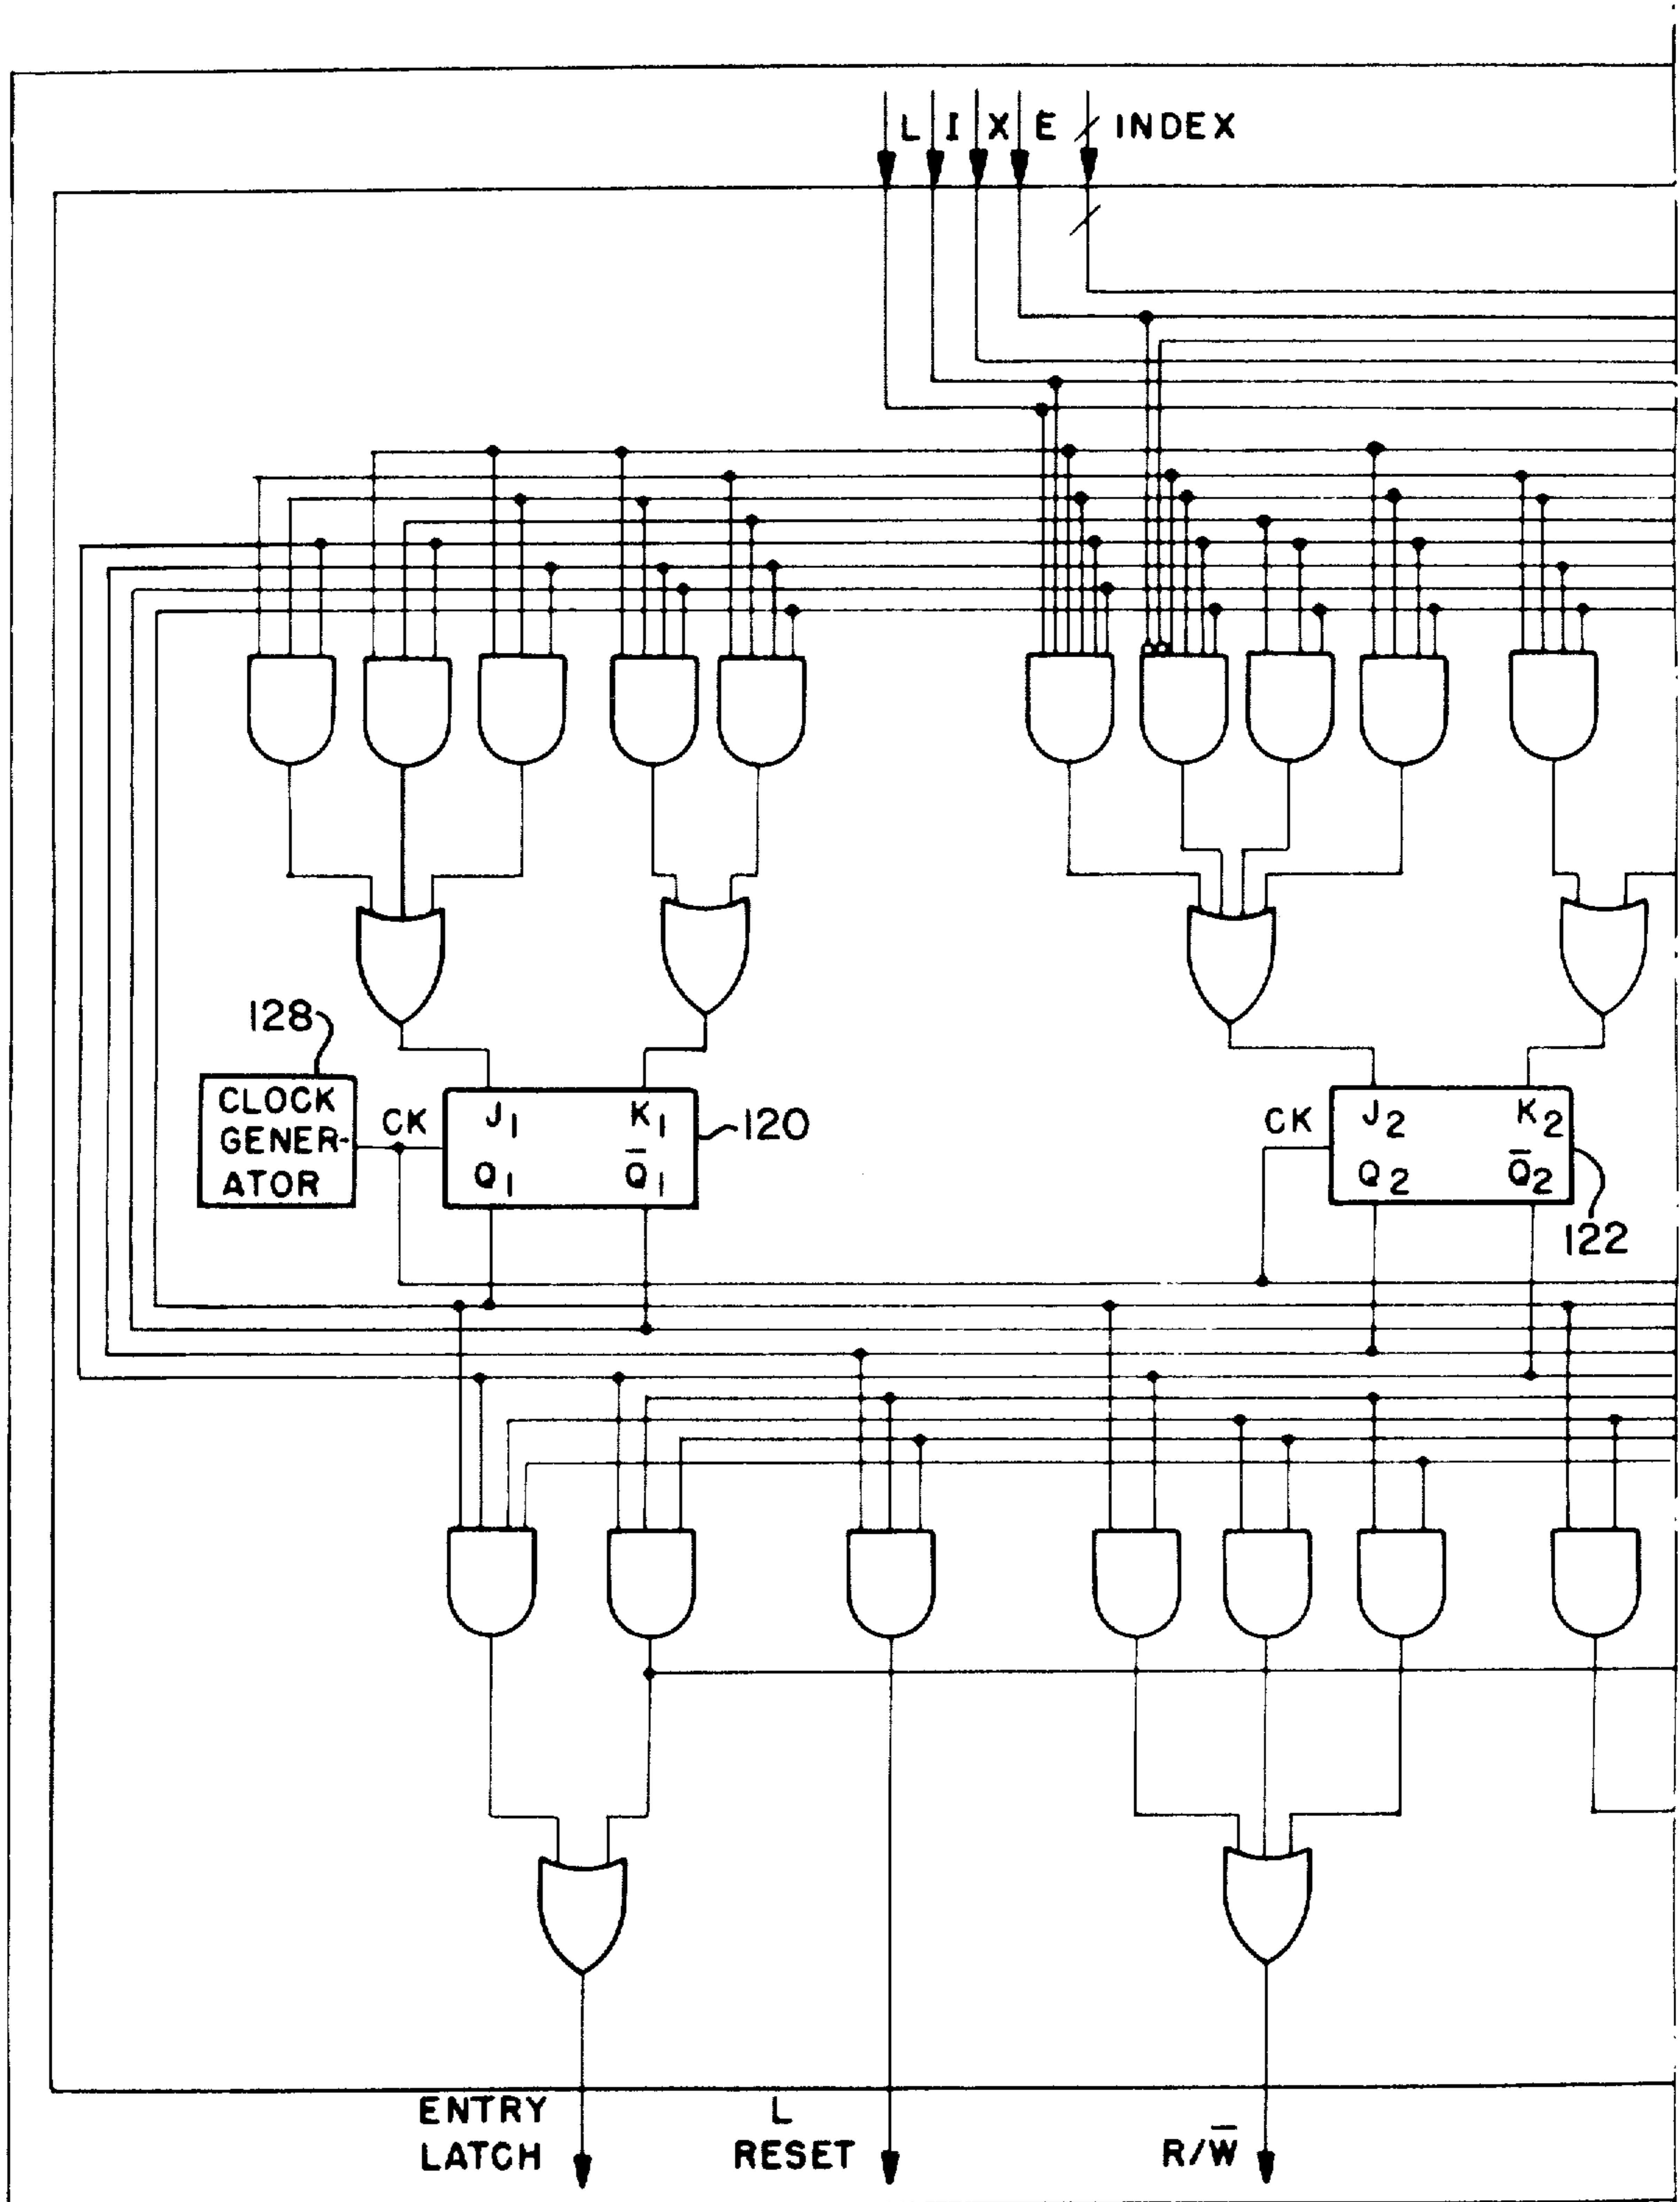 L I X E INDEX
128
CLOCK
GENER-
ATOR
CK
J1 K1
Q1 Q̅1
120
CK
J2 K2
Q2 Q̅2
122
ENTRY
LATCH
L
RESET
R/W̅